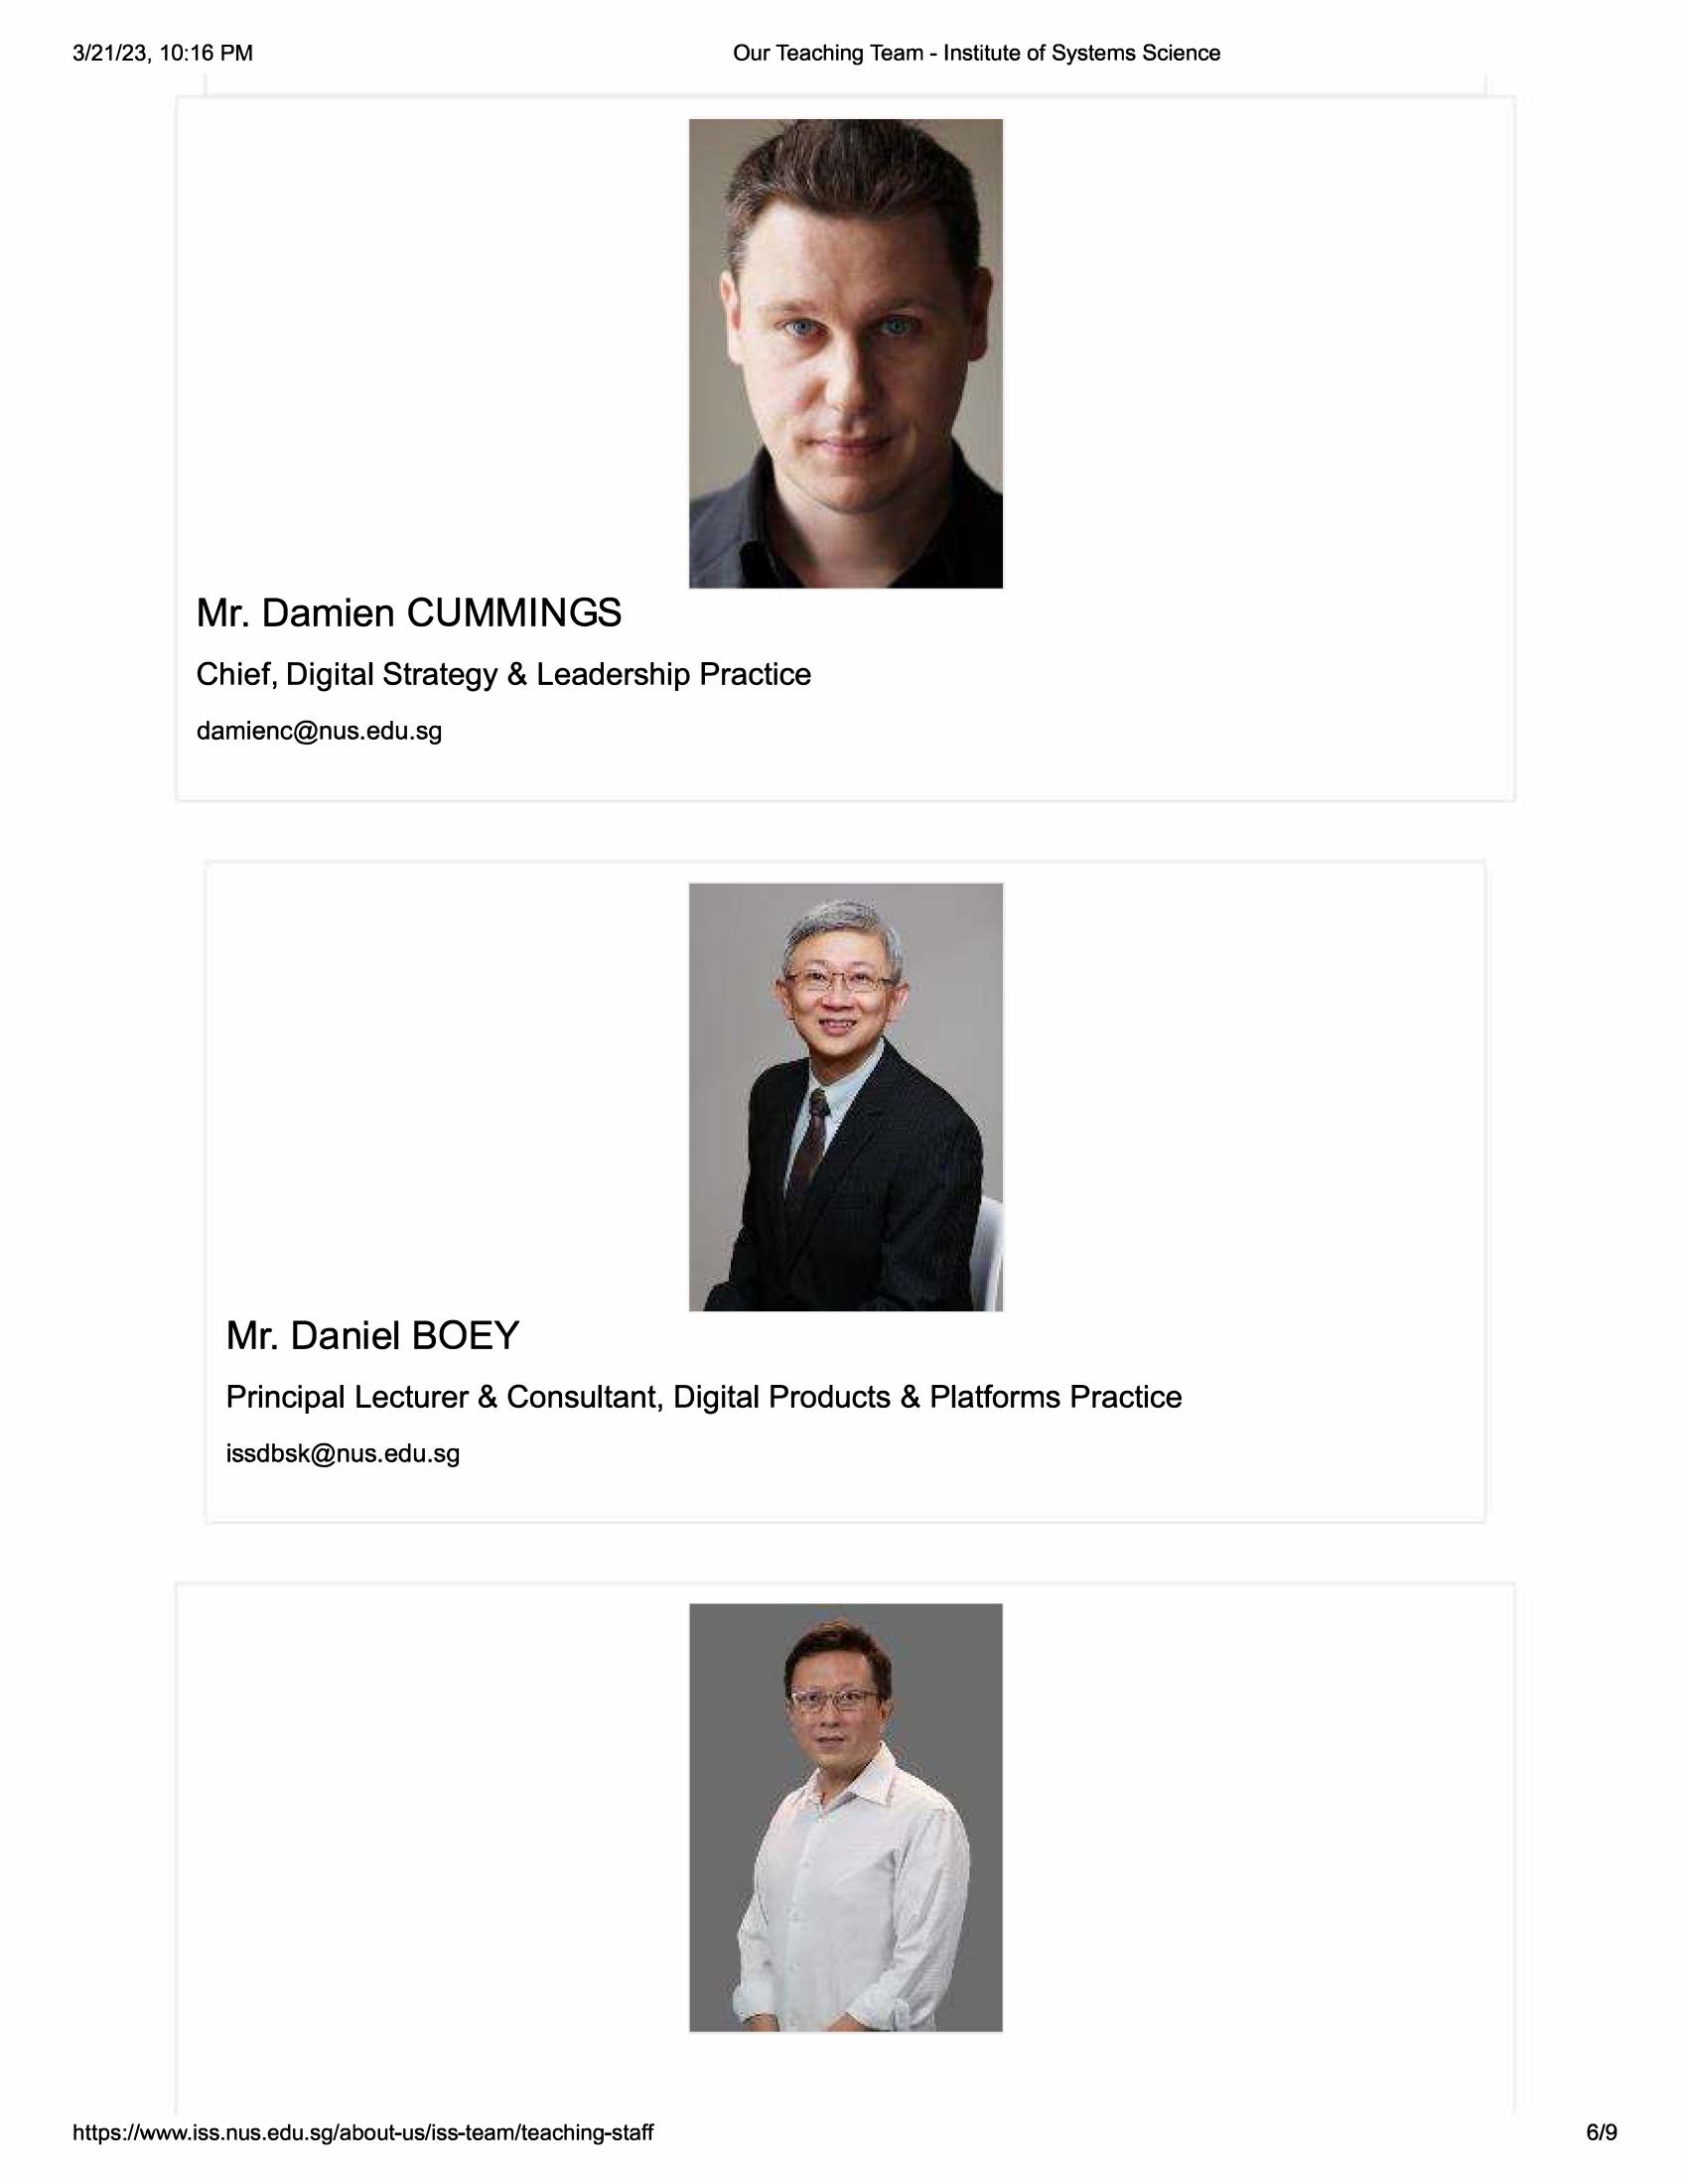 3/21/23, 10:16 PM
Our Teaching Team - Institute of Systems Science
Mr. Damien CUMMINGS
Chief, Digital Strategy & Leadership Practice
damienc@nus.edu.sg
Mr. Daniel BOEY
Principal Lecturer & Consultant, Digital Products & Platforms Practice
issdbsk@nus.edu.sg
https://www.iss.nus.edu.sg/about-us/iss-team/teaching-staff
6/9